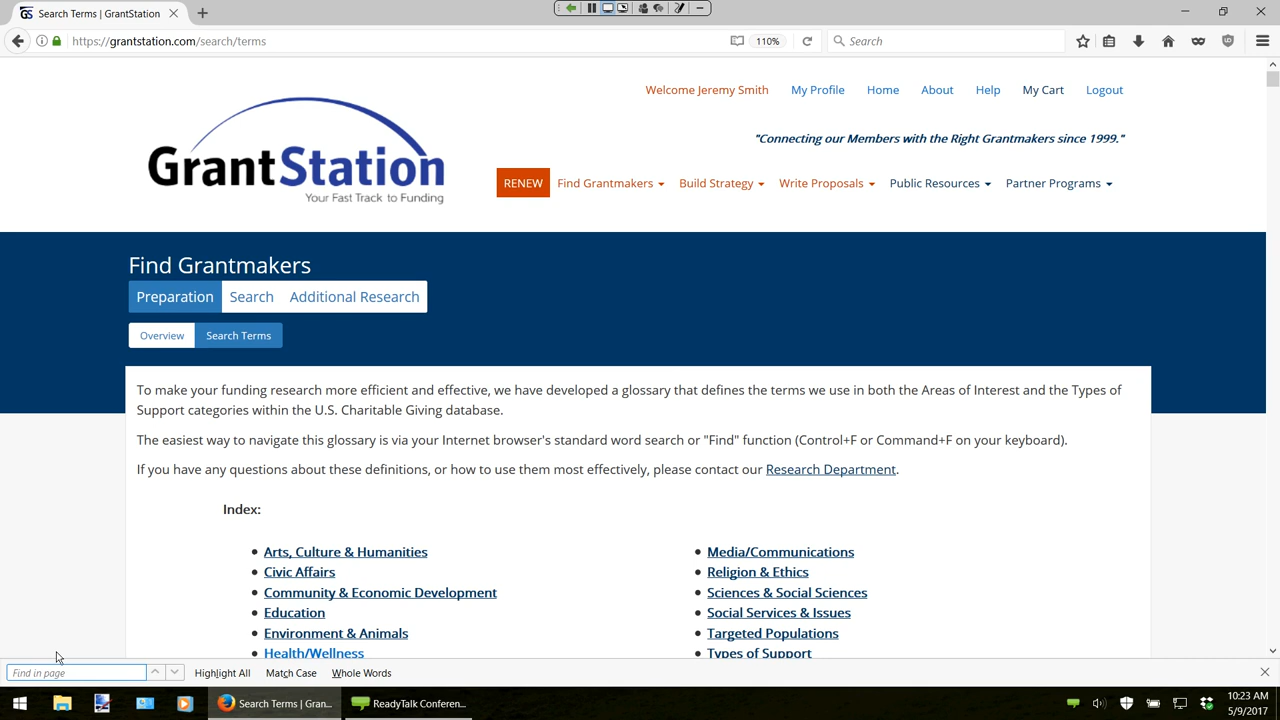 Search Terms | GrantStation
https://grantstation.com/search/terms
110%
Search
Welcome Jeremy Smith
My Profile
Home
About
Help
My Cart
Logout
"Connecting our Members with the Right Grantmakers since 1999."
GrantStation
Your Fast Track to Funding
RENEW
Find Grantmakers
Build Strategy
Write Proposals
Public Resources
Partner Programs
Find Grantmakers
Preparation
Search
Additional Research
Overview
Search Terms
To make your funding research more efficient and effective, we have developed a glossary that defines the terms we use in both the Areas of Interest and the Types of
Support categories within the U.S. Charitable Giving database.
The easiest way to navigate this glossary is via your Internet browser's standard word search or "Find" function (Control+F or Command+F on your keyboard).
If you have any questions about these definitions, or how to use them most effectively, please contact our Research Department.
Index:
Arts, Culture & Humanities
Civic Affairs
Community & Economic Development
Education
Environment & Animals
Health/Wellness
Media/Communications
Religion & Ethics
Sciences & Social Sciences
Social Services & Issues
Targeted Populations
Types of Support
Find in page
Highlight All
Match Case
Whole Words
Search Terms | Gran...
ReadyTalk Conferen...
10:23 AM
5/9/2017